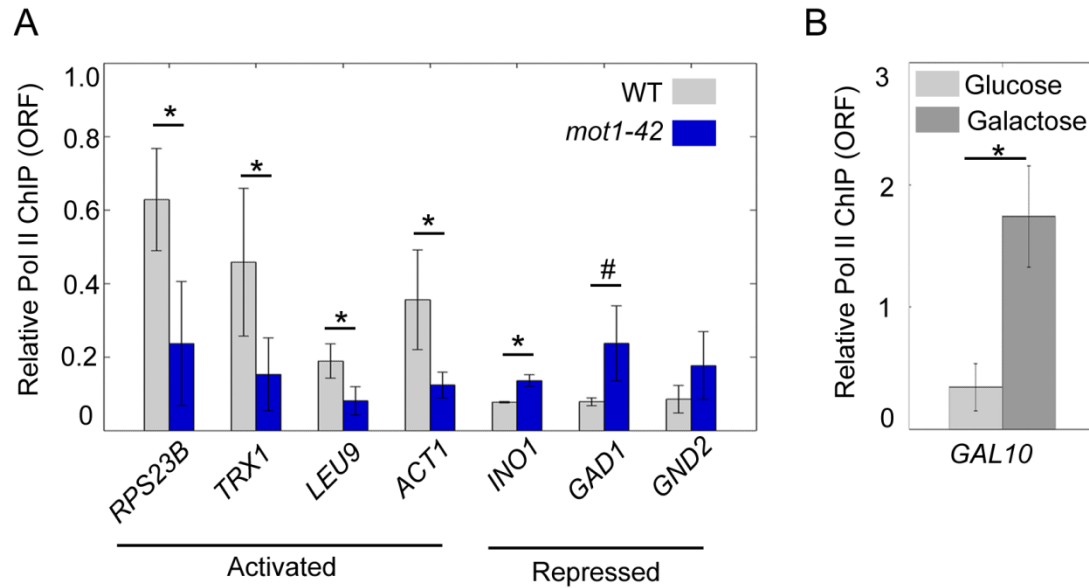 A
Relative Pol II ChIP (ORF)
1.0
0.8
0.6
0.4
0.2
0
WT
mot1-42
*
*
*
*
*
#
RPS23B
TRX1
LEU9
ACT1
INO1
GAD1
GND2
Activated
Repressed
B
Relative Pol II ChIP (ORF)
3
2
1
0
Glucose
Galactose
*
GAL10